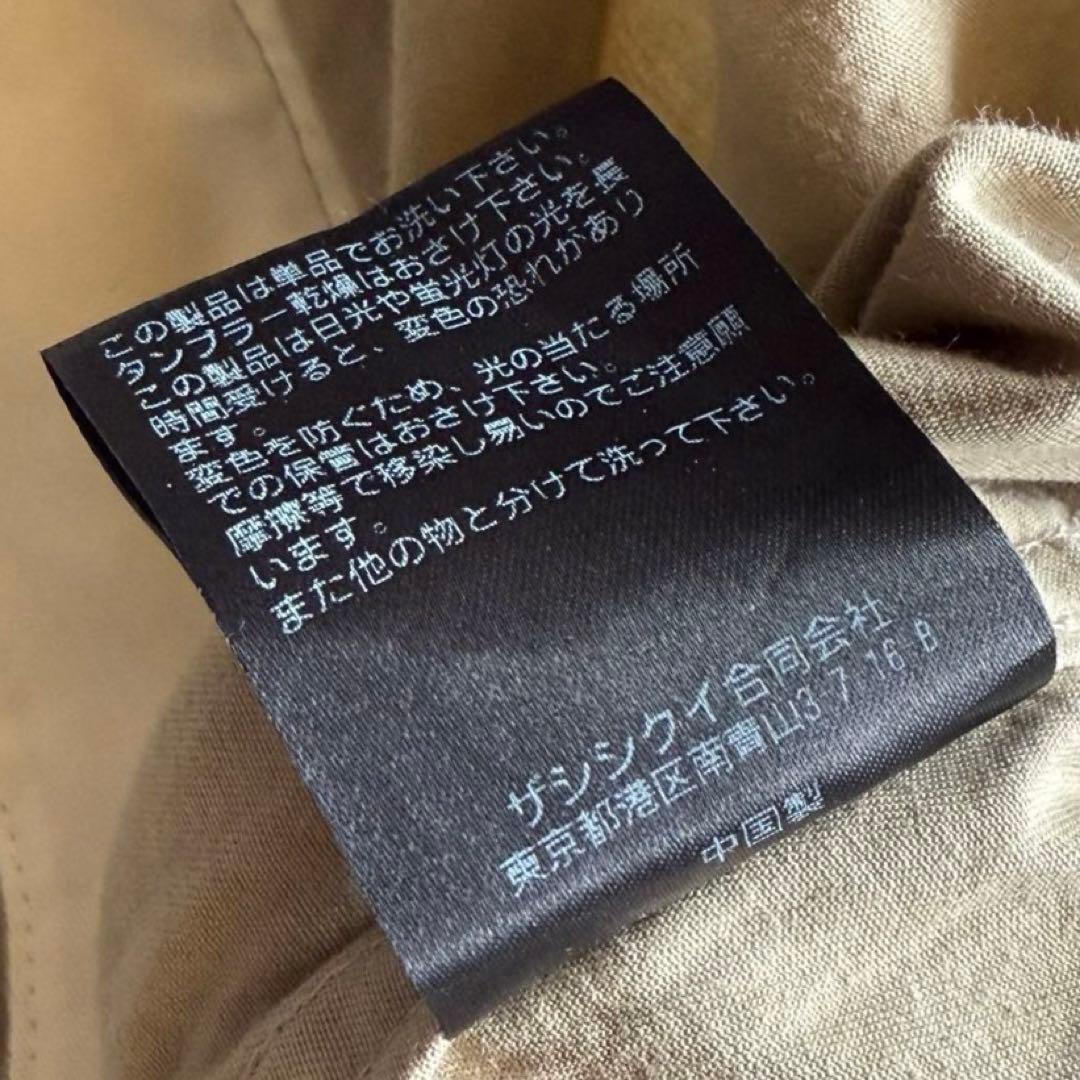 この製品は単品でお洗い下さい。
タンブラー乾燥はおさけ下さい。
この製品は日光や蛍光灯の光を長
時間受けると、変色の恐れがあり
ます。
変色を防ぐため、光の当たる場所
での保管はおさけ下さい。
摩擦等で移染し易いのでご注意願
います。
また他の物と分けて洗って下さい。
ザシシクイ合同会社
東京都港区南青山3 7 16 B
中国製